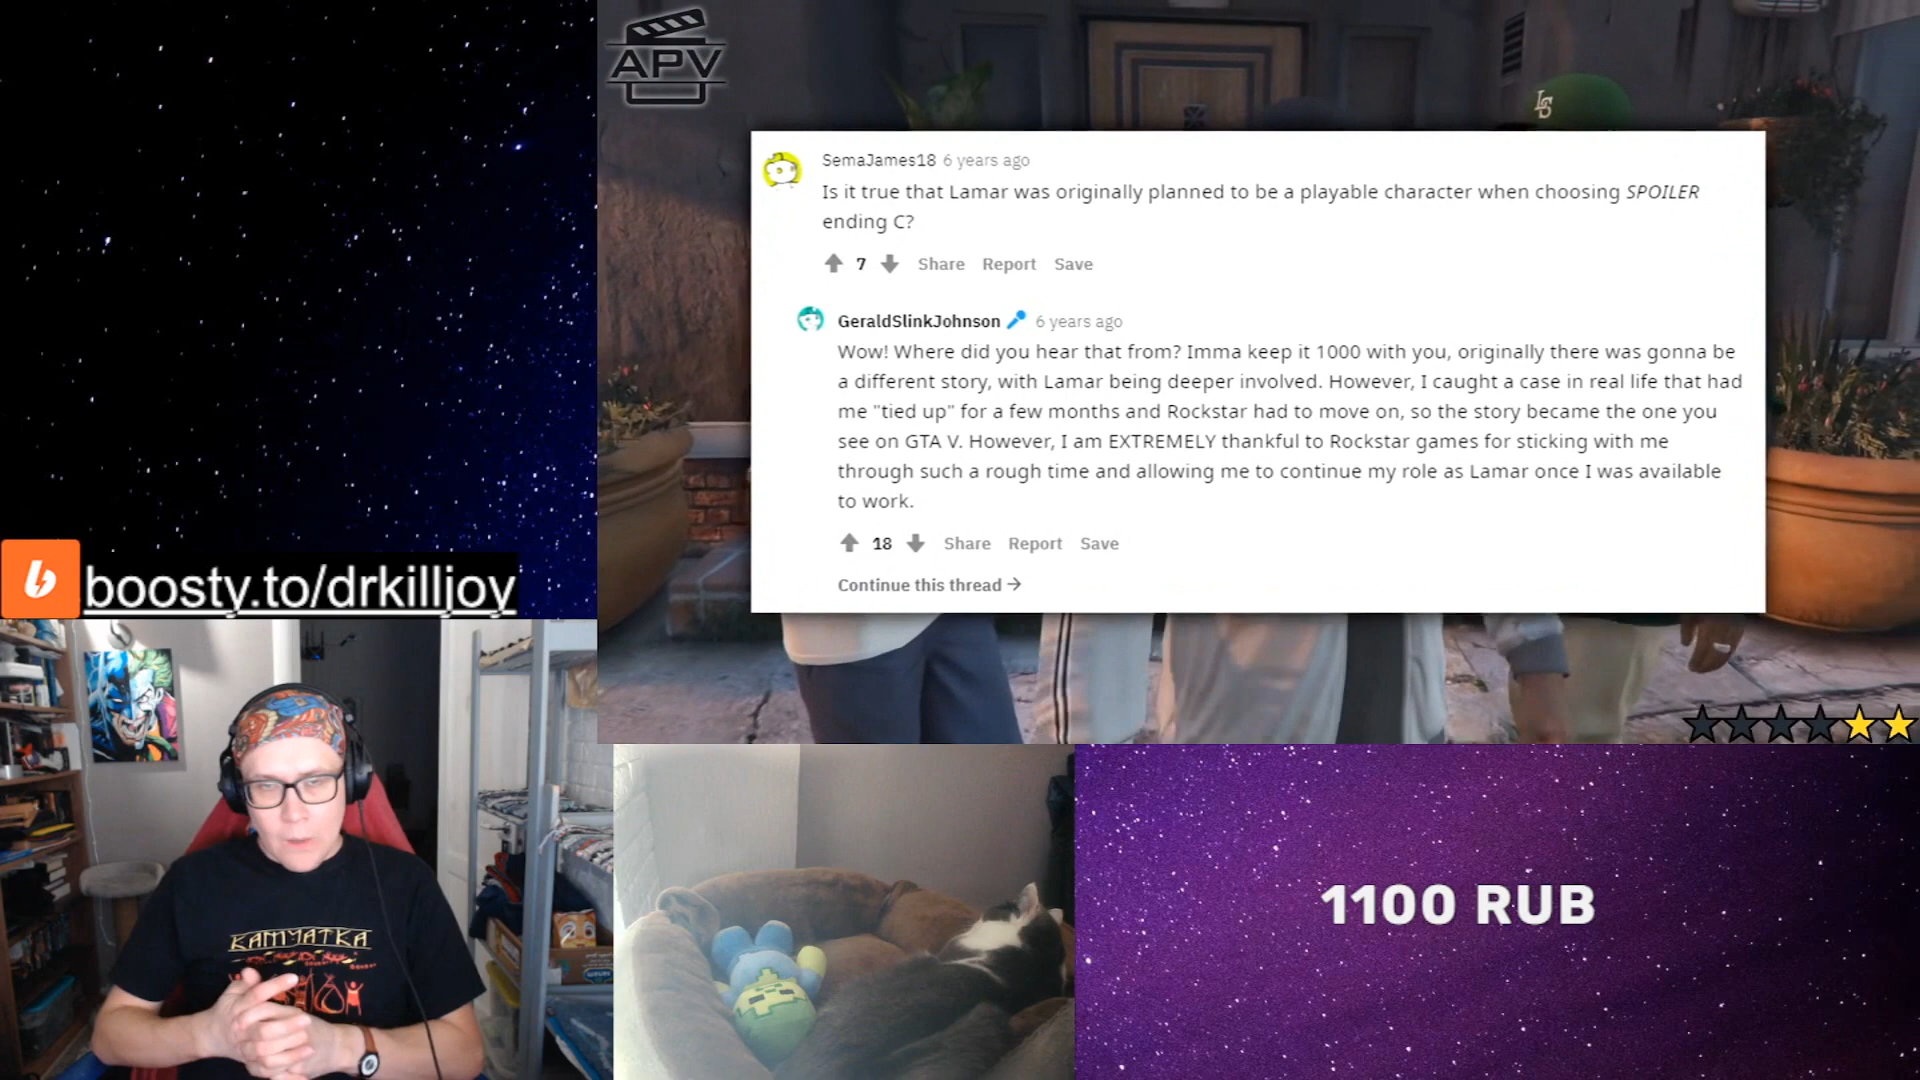 APV
LS
SemaJames18 6 years ago
Is it true that Lamar was originally planned to be a playable character when choosing SPOILER
ending C?
7 Share Report Save
GeraldSlinkJohnson 6 years ago
Wow! Where did you hear that from? Imma keep it 1000 with you, originally there was gonna be
a different story, with Lamar being deeper involved. However, I caught a case in real life that had
me "tied up" for a few months and Rockstar had to move on, so the story became the one you
see on GTA V. However, I am EXTREMELY thankful to Rockstar games for sticking with me
through such a rough time and allowing me to continue my role as Lamar once I was available
to work.
18 Share Report Save
Continue this thread →
boosty.to/drkilljoy
KAMчATKA
1100 RUB